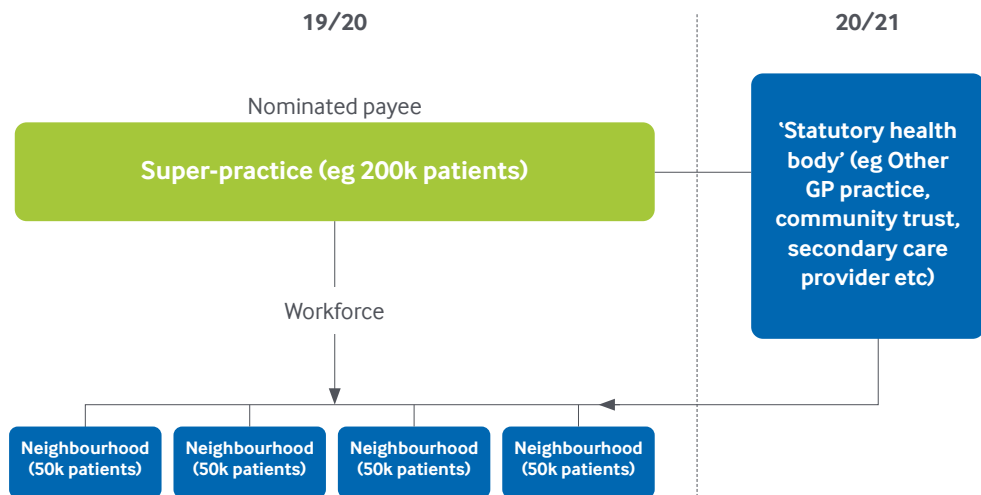 19/20
20/21
Nominated payee
Super-practice (eg 200k patients)
‘Statutory health
body’ (eg Other
GP practice,
community trust,
secondary care
provider etc)
Workforce
Neighbourhood
(50k patients)
Neighbourhood
(50k patients)
Neighbourhood
(50k patients)
Neighbourhood
(50k patients)